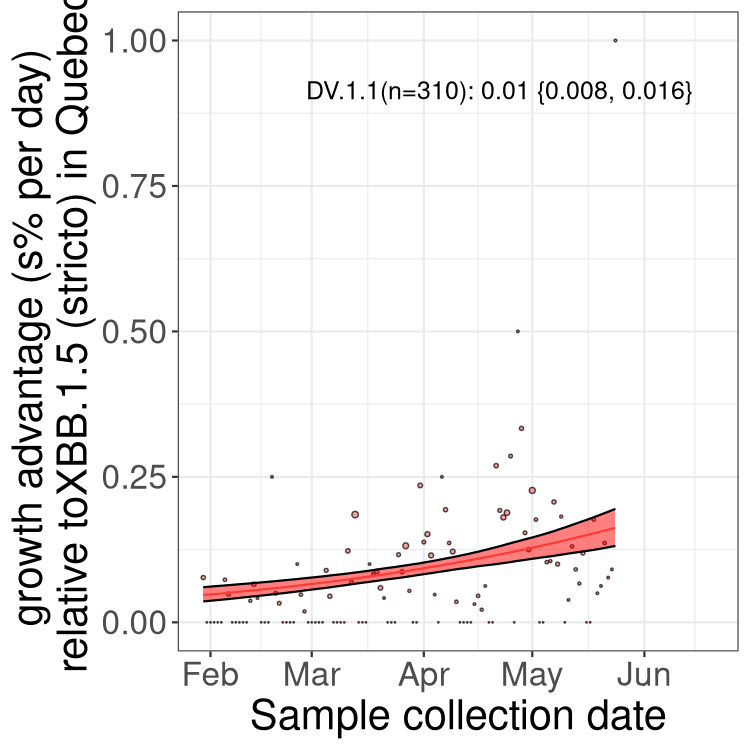 growth advantage (s% per day)
relative toXBB.1.5 (stricto) in Quebec
1.00
0.75
0.50
0.25
0.00
DV.1.1(n=310): 0.01 {0.008, 0.016}
Feb Mar Apr May Jun
Sample collection date